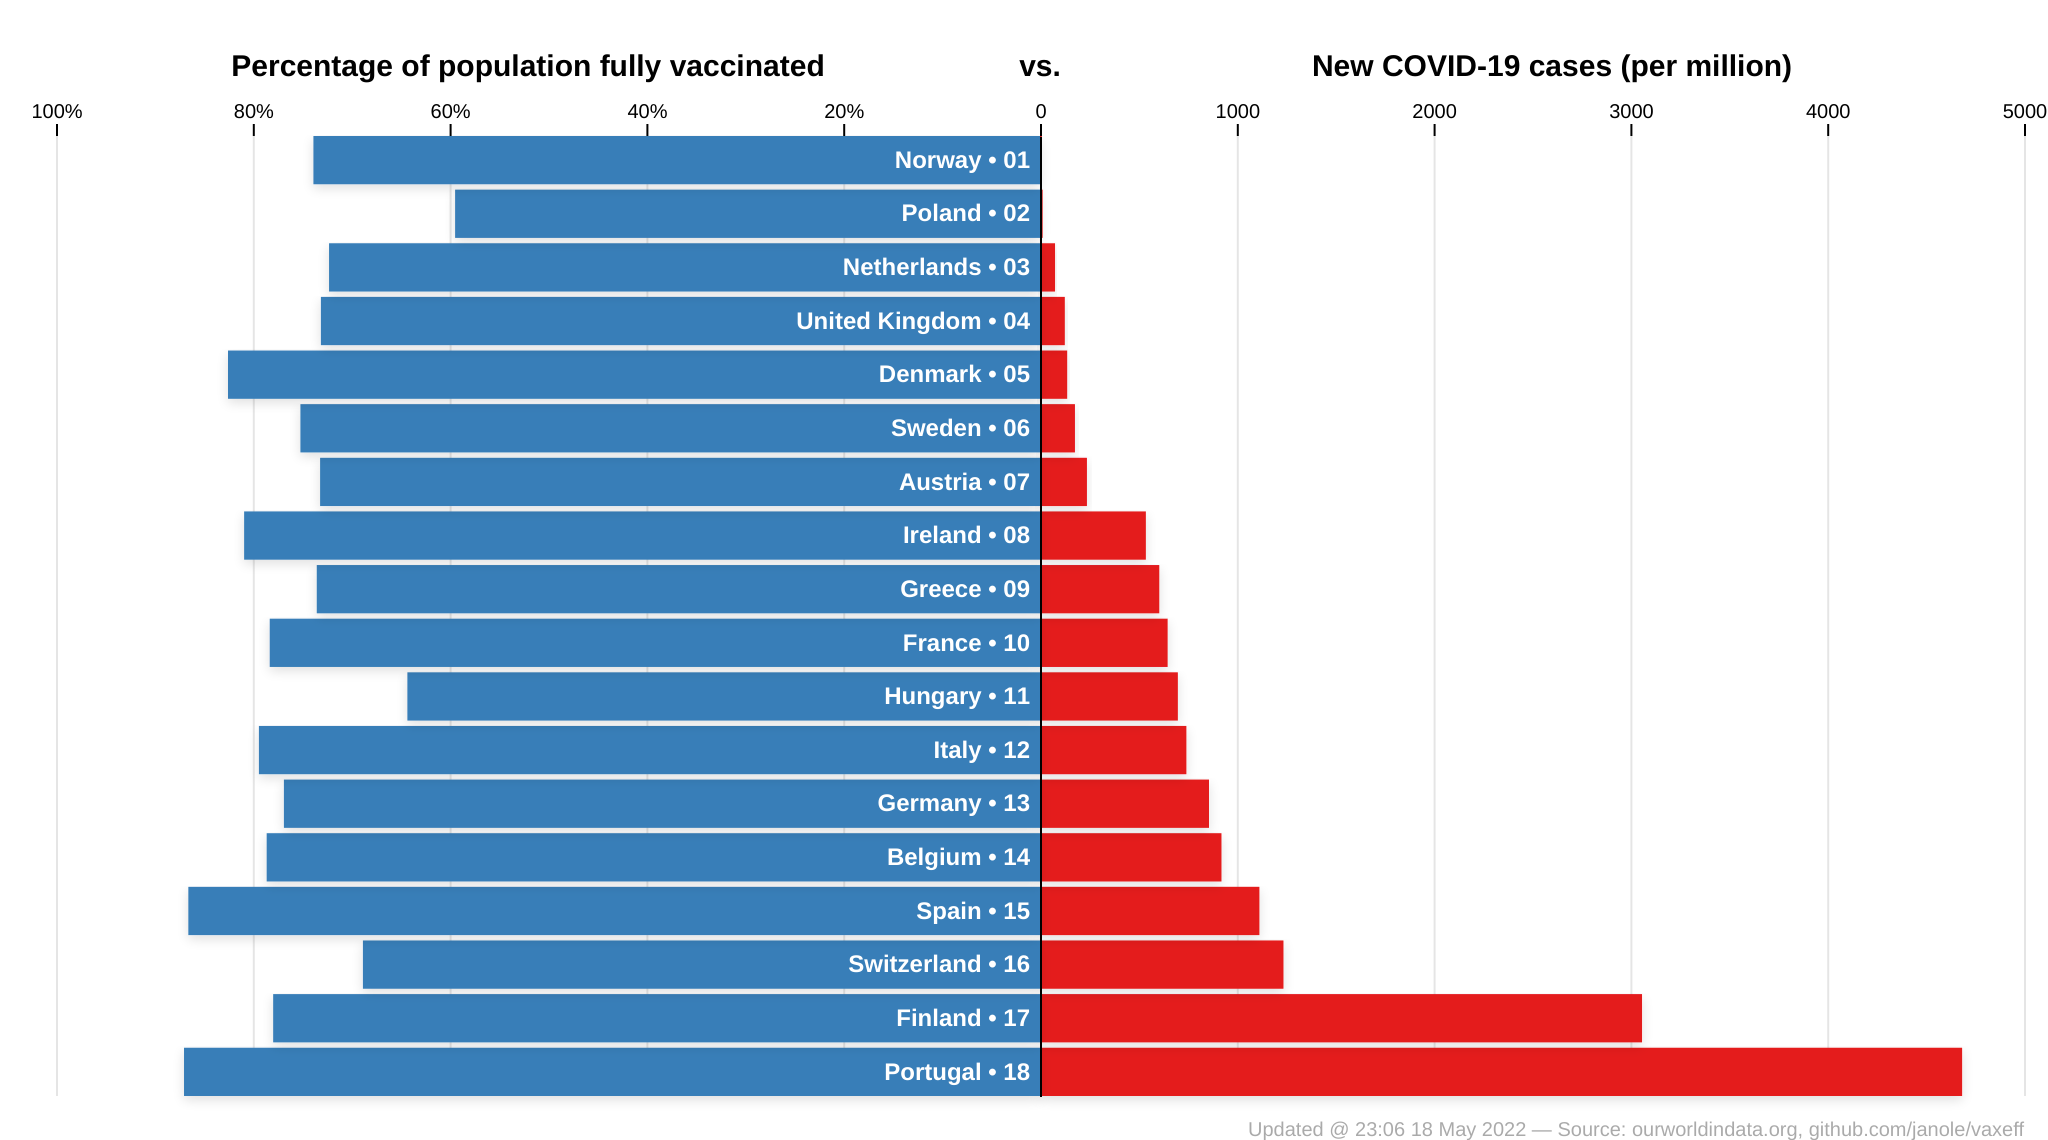 Percentage of population fully vaccinated vs. New COVID-19 cases (per million)
100% 80% 60% 40% 20% 0 1000 2000 3000 4000 5000
Norway • 01
Poland • 02
Netherlands • 03
United Kingdom • 04
Denmark • 05
Sweden • 06
Austria • 07
Ireland • 08
Greece • 09
France • 10
Hungary • 11
Italy • 12
Germany • 13
Belgium • 14
Spain • 15
Switzerland • 16
Finland • 17
Portugal • 18
Updated @ 23:06 18 May 2022 — Source: ourworldindata.org, github.com/janole/vaxeff